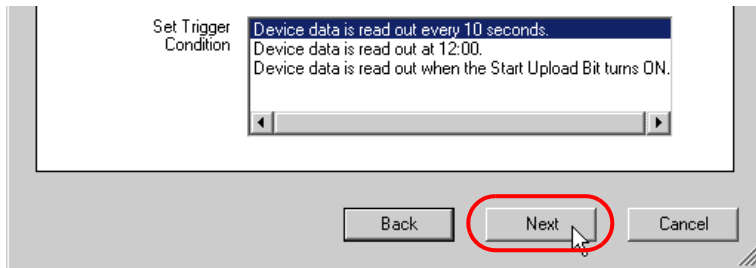 Set Trigger
Condition
Device data is read out every 10 seconds.
Device data is read out at 12:00.
Device data is read out when the Start Upload Bit turns ON.
Back Next Cancel